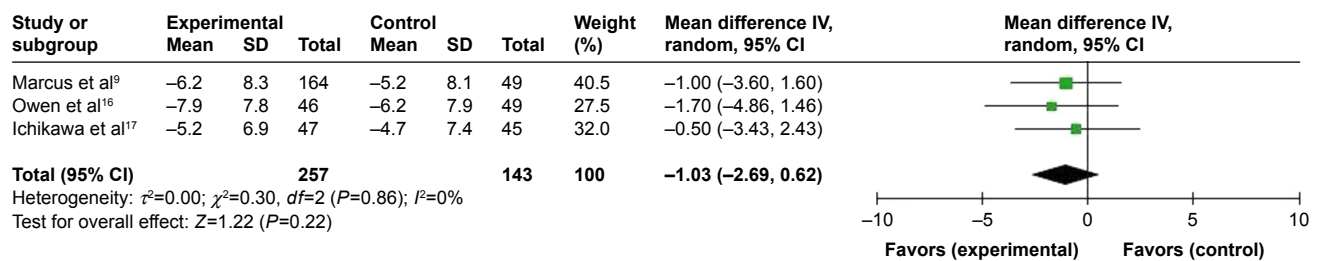 Study or Experimental Control Weight Mean difference IV, Mean difference IV,
subgroup Mean SD Total Mean SD Total (%) random, 95% CI random, 95% CI
Marcus et al⁹ –6.2 8.3 164 –5.2 8.1 49 40.5 –1.00 (–3.60, 1.60)
Owen et al¹⁶ –7.9 7.8 46 –6.2 7.9 49 27.5 –1.70 (–4.86, 1.46)
Ichikawa et al¹⁷ –5.2 6.9 47 –4.7 7.4 45 32.0 –0.50 (–3.43, 2.43)
Total (95% CI) 257 143 100 –1.03 (–2.69, 0.62)
Heterogeneity: τ²=0.00; χ²=0.30, df=2 (P=0.86); I²=0%
Test for overall effect: Z=1.22 (P=0.22)
–10 –5 0 5 10
Favors (experimental) Favors (control)